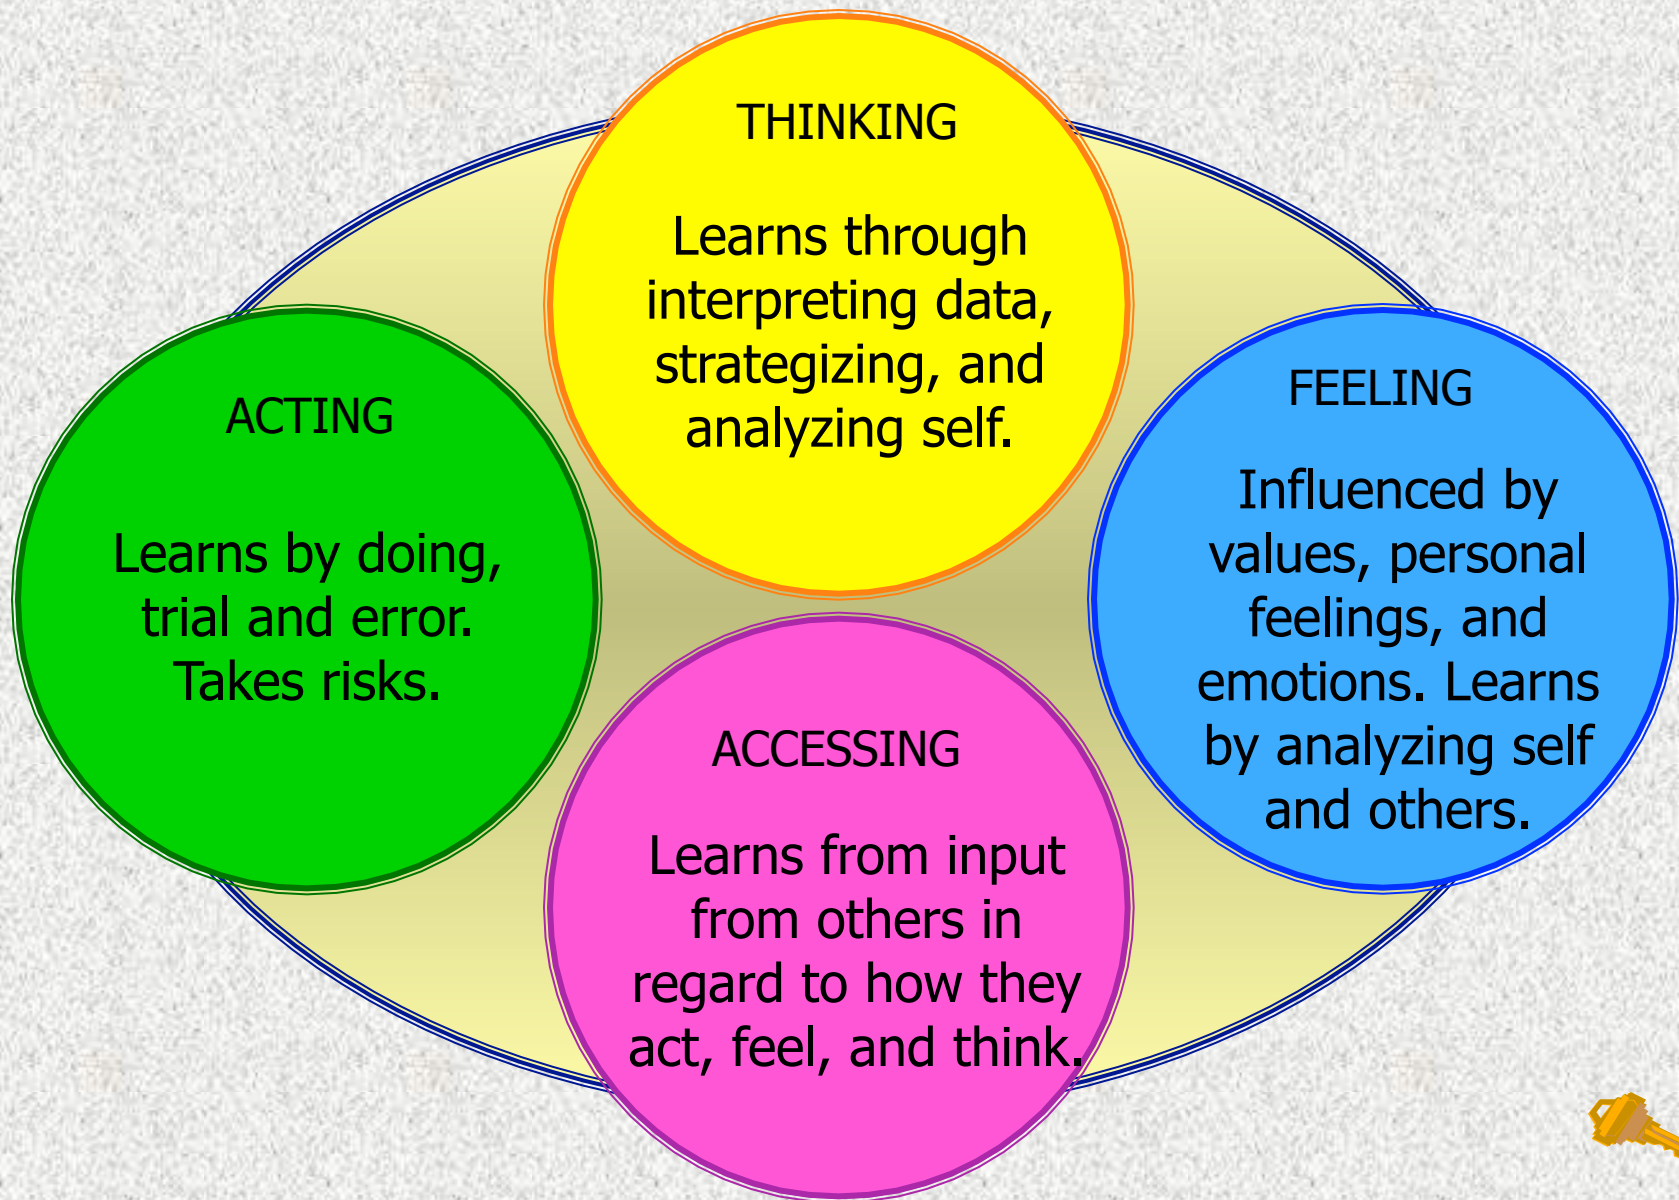 THINKING
Learns through
interpreting data,
strategizing, and
analyzing self.
ACTING
Learns by doing,
trial and error.
Takes risks.
FEELING
Influenced by
values, personal
feelings, and
emotions. Learns
by analyzing self
and others.
ACCESSING
Learns from input
from others in
regard to how they
act, feel, and think.